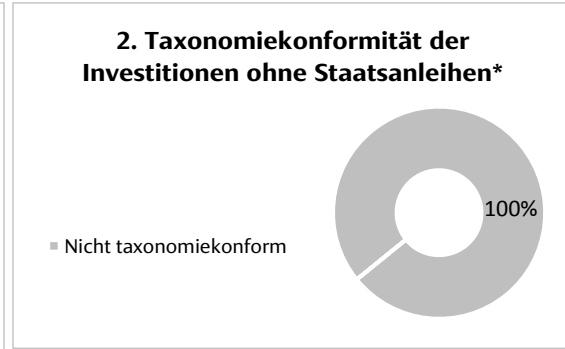 2. Taxonomiekonformität der
Investitionen ohne Staatsanleihen*
100%
Nicht taxonomiekonform